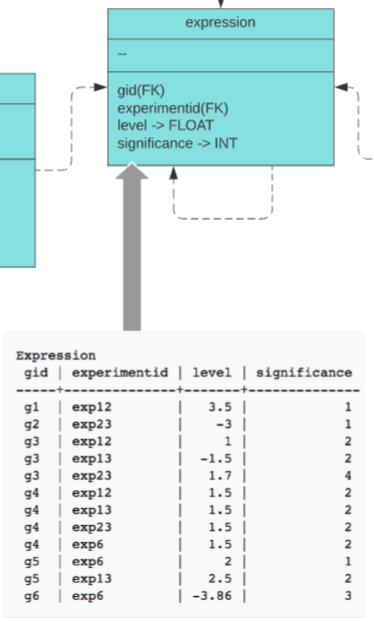 expression
--
gid(FK)
experimentid(FK)
level -> FLOAT
significance -> INT
Expression
gid | experimentid | level | significance
-----+--------------+-------+--------------
g1 | exp12 | 3.5 | 1
g2 | exp23 | -3 | 1
g3 | exp12 | 1 | 2
g3 | exp13 | -1.5 | 2
g3 | exp23 | 1.7 | 4
g4 | exp12 | 1.5 | 2
g4 | exp13 | 1.5 | 2
g4 | exp23 | 1.5 | 2
g4 | exp6 | 1.5 | 2
g5 | exp6 | 2 | 1
g5 | exp13 | 2.5 | 2
g6 | exp6 | -3.86 | 3